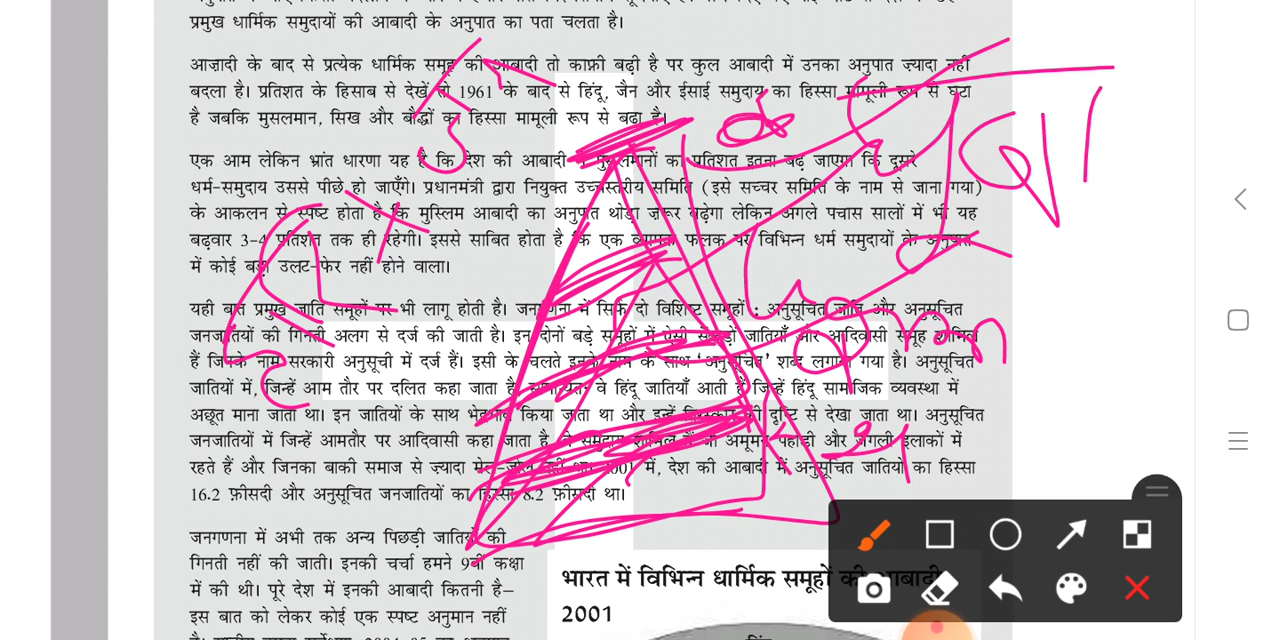 प्रमुख धार्मिक समुदायों की आबादी के अनुपात का पता चलता है।
आज़ादी के बाद से प्रत्येक धार्मिक समूह की आबादी तो काफ़ी बढ़ी है पर कुल आबादी में उनका अनुपात ज़्यादा नहीं
बदला है। प्रतिशत के हिसाब से देखें तो 1961 के बाद से हिंदू, जैन और ईसाई समुदाय का हिस्सा मामूली रूप से घटा
है जबकि मुसलमान, सिख और बौद्धों का हिस्सा मामूली रूप से बढ़ा है।
एक आम लेकिन भ्रांत धारणा यह है कि देश की आबादी में मुसलमानों का प्रतिशत इतना बढ़ जाएगा कि दूसरे
धर्म-समुदाय उससे पीछे हो जाएँगे। प्रधानमंत्री द्वारा नियुक्त उच्चस्तरीय समिति (इसे सच्चर समिति के नाम से जाना गया)
के आकलन से स्पष्ट होता है कि मुस्लिम आबादी का अनुपात थोड़ा ज़रूर बढ़ेगा लेकिन अगले पचास सालों में भी यह
बढ़वार 3-4 प्रतिशत तक ही रहेगी। इससे साबित होता है कि एक व्यापक फलक पर विभिन्न धर्म समुदायों के अनुपात
में कोई बड़ा उलट-फेर नहीं होने वाला।
यही बात प्रमुख जाति समूहों पर भी लागू होती है। जनगणना में सिर्फ़ दो विशिष्ट समूहों : अनुसूचित जाति और अनुसूचित
जनजातियों की गिनती अलग से दर्ज की जाती है। इन दोनों बड़े समूहों में ऐसी सैकड़ों जातियाँ और आदिवासी समूह शामिल
हैं जिनके नाम सरकारी अनुसूची में दर्ज हैं। इसी के चलते इनके नाम के साथ 'अनुसूचित' शब्द लगाया गया है। अनुसूचित
जातियों में, जिन्हें आम तौर पर दलित कहा जाता है, सामान्यतः वे हिंदू जातियाँ आती हैं जिन्हें हिंदू सामाजिक व्यवस्था में
अछूत माना जाता था। इन जातियों के साथ भेदभाव किया जाता था और इन्हें तिरस्कार की दृष्टि से देखा जाता था। अनुसूचित
जनजातियों में जिन्हें आमतौर पर आदिवासी कहा जाता है, वे समुदाय शामिल हैं जो अमूमन पहाड़ी और जंगली इलाकों में
रहते हैं और जिनका बाकी समाज से ज़्यादा मेल-जोल नहीं था। 2001 में, देश की आबादी में अनुसूचित जातियों का हिस्सा
16.2 फ़ीसदी और अनुसूचित जनजातियों का हिस्सा 8.2 फ़ीसदी था।
जनगणना में अभी तक अन्य पिछड़ी जातियों की
गिनती नहीं की जाती। इनकी चर्चा हमने 9वीं कक्षा
में की थी। पूरे देश में इनकी आबादी कितनी है–
इस बात को लेकर कोई एक स्पष्ट अनुमान नहीं
भारत में विभिन्न धार्मिक समूहों की आबादी
2001
हिंदू